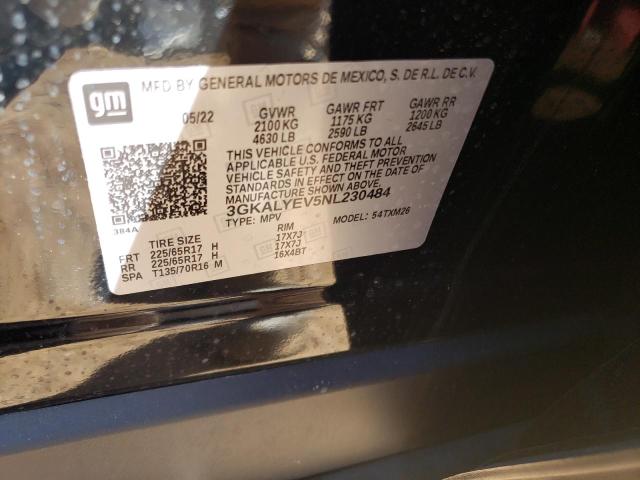 gm
MFD BY GENERAL MOTORS DE MEXICO, S. DE R.L. DE C.V.
05/22 GVWR GAWR FRT GAWR RR
2100 KG 1175 KG 1200 KG
4630 LB 2590 LB 2645 LB
THIS VEHICLE CONFORMS TO ALL
APPLICABLE U.S. FEDERAL MOTOR
VEHICLE SAFETY AND THEFT PREVENTION
STANDARDS IN EFFECT ON THE DATE OF
MANUFACTURE SHOWN ABOVE.
3GKALYEV5NL230484
TYPE: MPV MODEL: 54TXM26
384A
TIRE SIZE RIM
FRT 225/65R17 H 17X7J
RR 225/65R17 H 17X7J
SPA T135/70R16 M 16X4BT